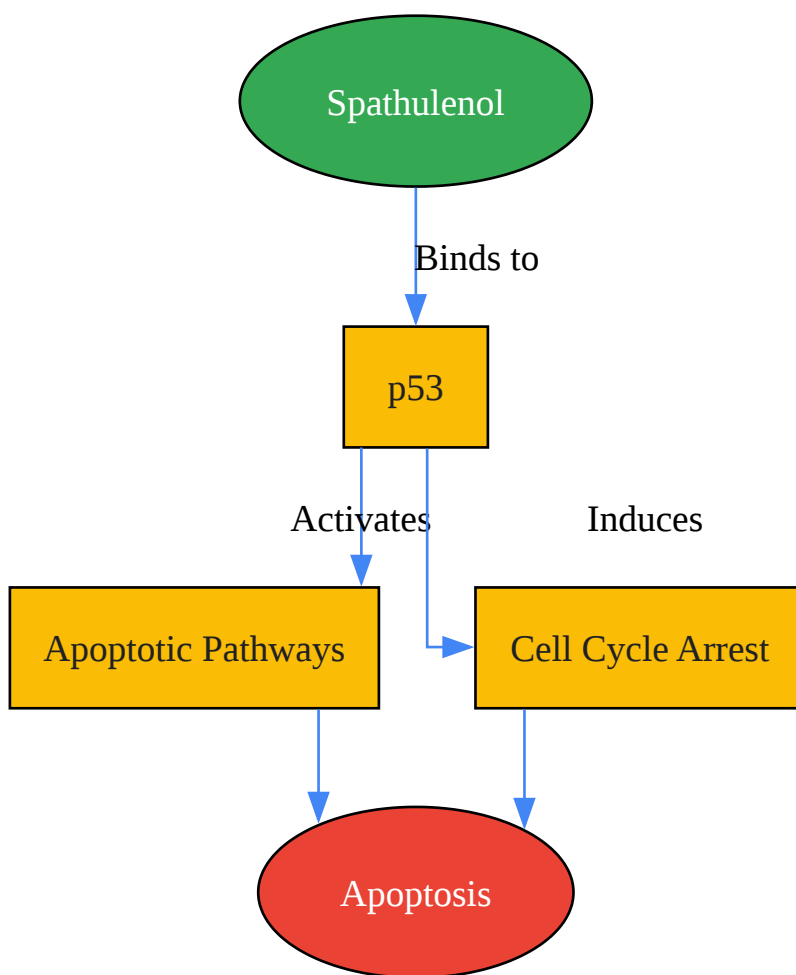 Spathulenol
Binds to
p53
Activates
Induces
Apoptotic Pathways
Cell Cycle Arrest
Apoptosis